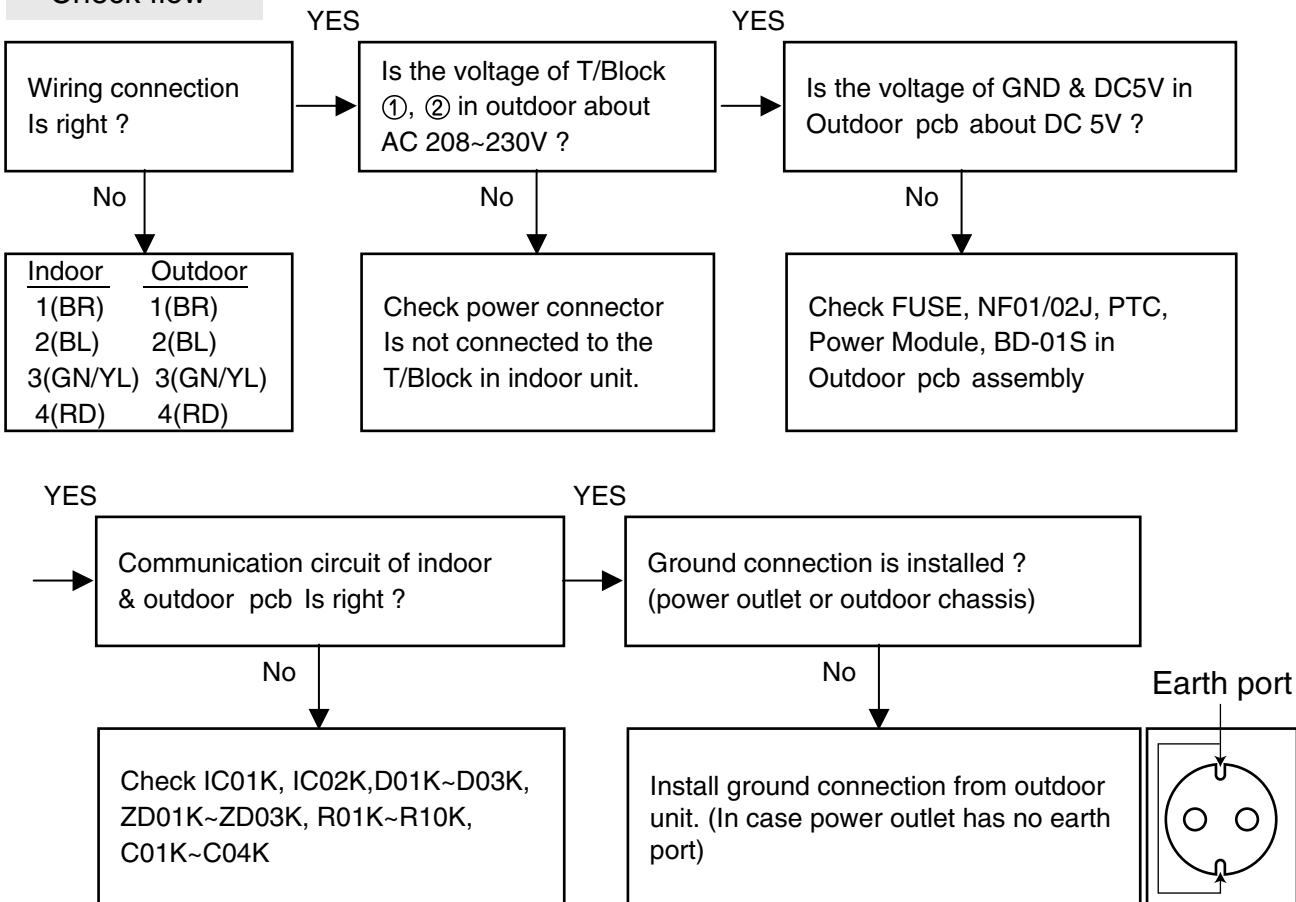 Check flow
YES
YES
Wiring connection
Is right ?
Is the voltage of T/Block
①, ② in outdoor about
AC 208~230V ?
Is the voltage of GND & DC5V in
Outdoor pcb about DC 5V ?
No
No
No
Indoor Outdoor
1(BR) 1(BR)
2(BL) 2(BL)
3(GN/YL) 3(GN/YL)
4(RD) 4(RD)
Check power connector
Is not connected to the
T/Block in indoor unit.
Check FUSE, NF01/02J, PTC,
Power Module, BD-01S in
Outdoor pcb assembly
YES
YES
Communication circuit of indoor
& outdoor pcb Is right ?
Ground connection is installed ?
(power outlet or outdoor chassis)
No
No
Earth port
Check IC01K, IC02K,D01K~D03K,
ZD01K~ZD03K, R01K~R10K,
C01K~C04K
Install ground connection from outdoor
unit. (In case power outlet has no earth
port)